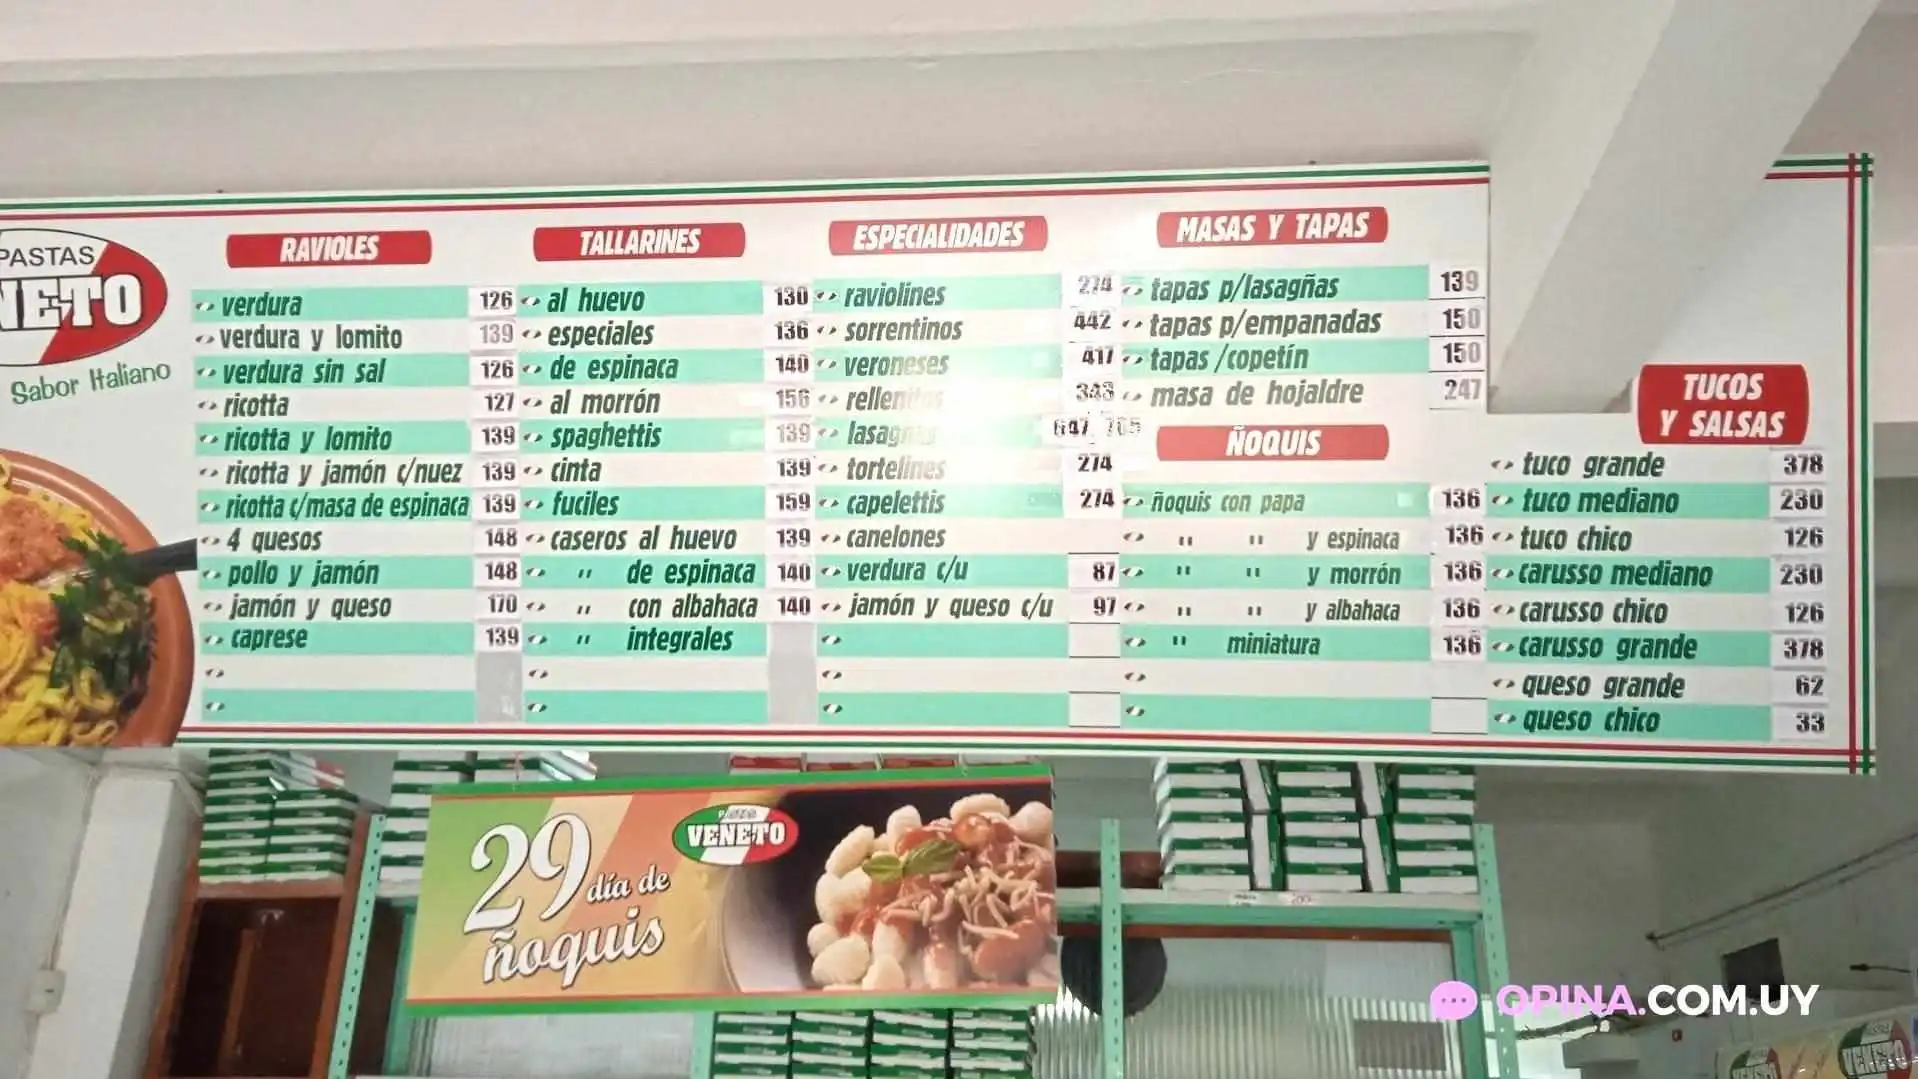 PASTAS
NETO
Sabor Italiano
RAVIOLES
verdura 126
verdura y lomito 139
verdura sin sal 126
ricotta 127
ricotta y lomito 139
ricotta y jamón c/nuez 139
ricotta c/masa de espinaca 139
4 quesos 148
pollo y jamón 148
jamón y queso 170
caprese 139
TALLARINES
al huevo 130
especiales 136
de espinaca 140
al morrón 156
spaghettis 139
cinta 139
fuciles 159
caseros al huevo 139
" de espinaca 140
" con albahaca 140
" integrales
ESPECIALIDADES
raviolines 274
sorrentinos 442
veroneses 417
rellenitos 343
lasagnas 647 705
tortelines 274
capelettis 274
canelones
verdura c/u 87
jamón y queso c/u 97
MASAS Y TAPAS
tapas p/lasagñas 139
tapas p/empanadas 150
tapas /copetín 150
masa de hojaldre 247
ÑOQUIS
ñoquis con papa 136
" " y espinaca 136
" " y morrón 136
" " y albahaca 136
" miniatura 136
TUCOS
Y SALSAS
tuco grande 378
tuco mediano 230
tuco chico 126
carusso mediano 230
carusso chico 126
carusso grande 378
queso grande 62
queso chico 33
29 día de
ñoquis
PASTAS
VENETO
OPINA.COM.UY
VENETO